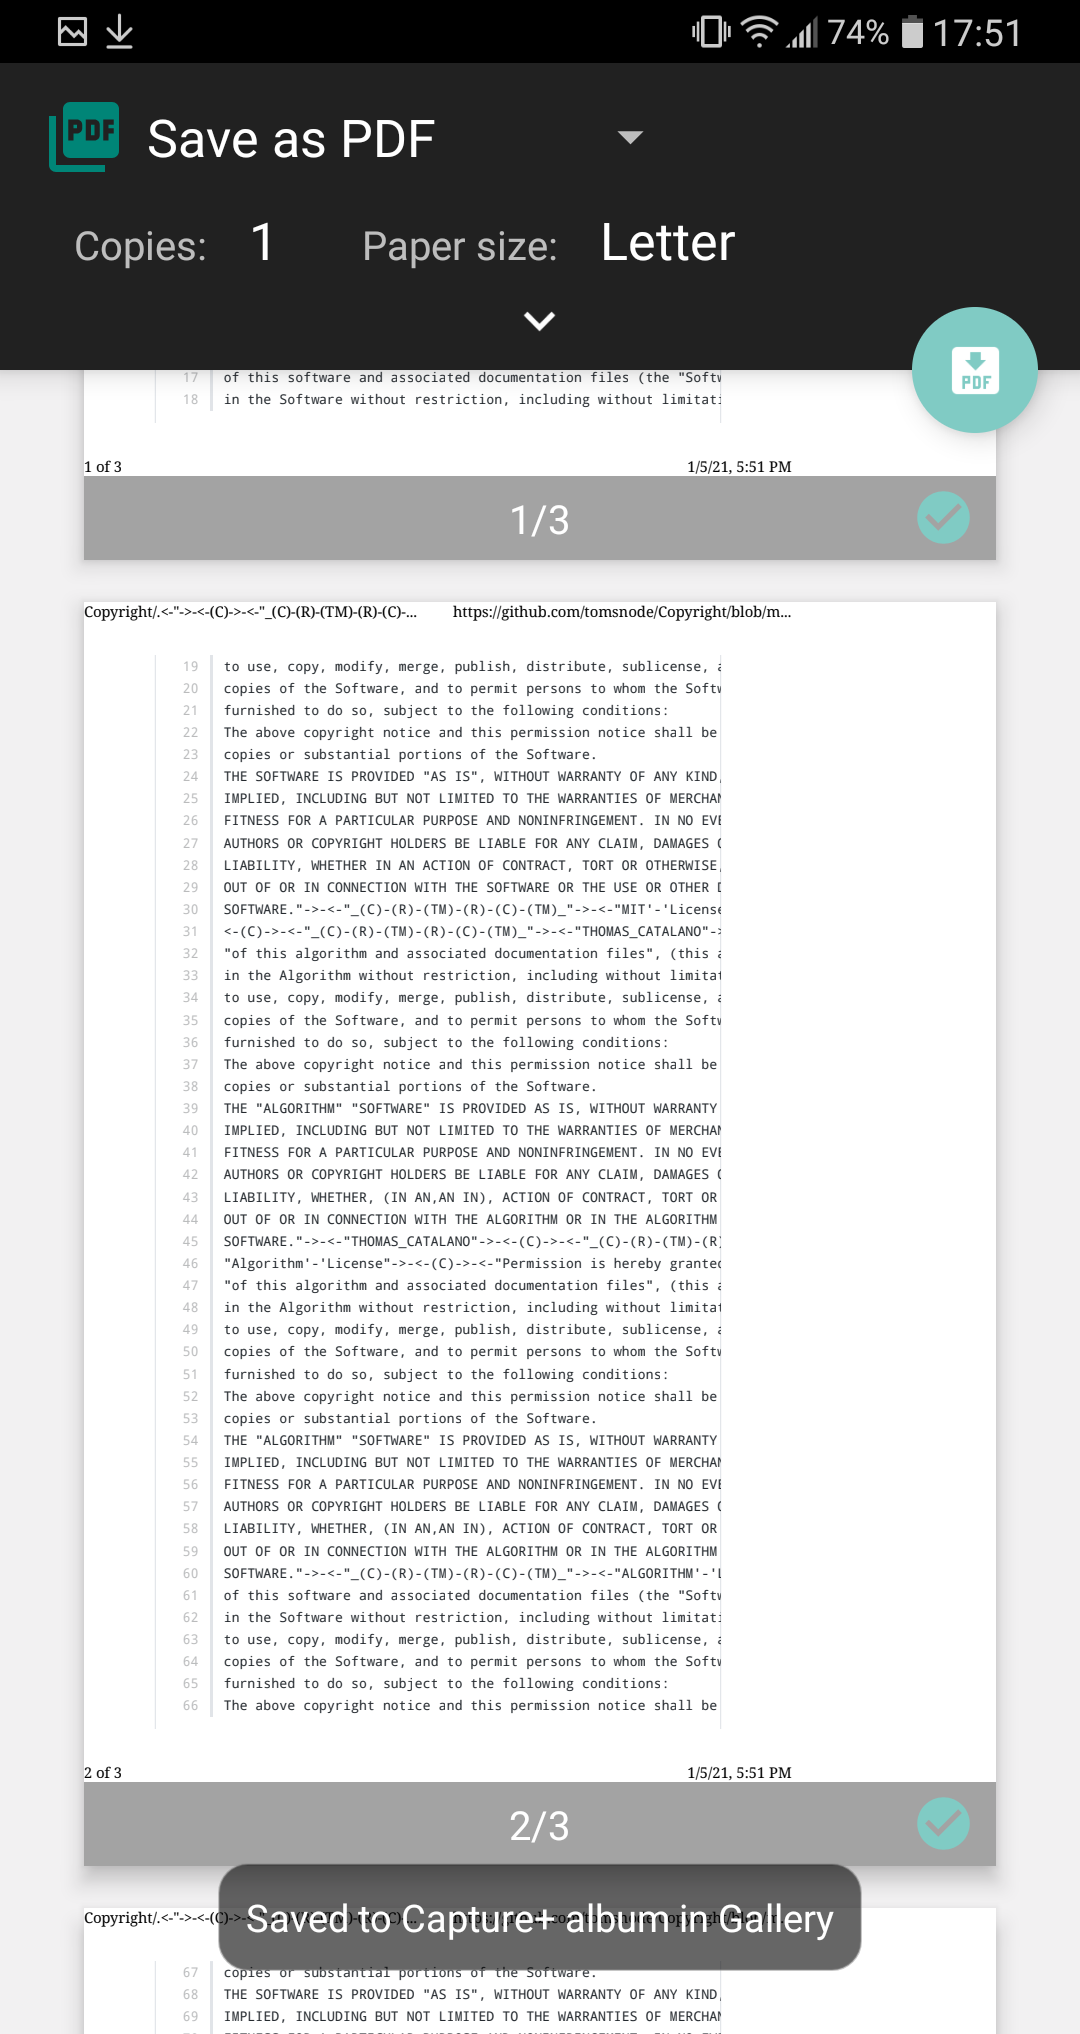 74% 17:51
PDF Save as PDF
Copies: 1 Paper size: Letter
PDF
17 of this software and associated documentation files (the "Softw
18 in the Software without restriction, including without limitati
1 of 3 1/5/21, 5:51 PM
1/3
Copyright/.<-"->-<-(C)->-<-"_(C)-(R)-(TM)-(R)-(C)-... https://github.com/tomsnode/Copyright/blob/m...
19 to use, copy, modify, merge, publish, distribute, sublicense, a
20 copies of the Software, and to permit persons to whom the Softw
21 furnished to do so, subject to the following conditions:
22 The above copyright notice and this permission notice shall be
23 copies or substantial portions of the Software.
24 THE SOFTWARE IS PROVIDED "AS IS", WITHOUT WARRANTY OF ANY KIND,
25 IMPLIED, INCLUDING BUT NOT LIMITED TO THE WARRANTIES OF MERCHAN
26 FITNESS FOR A PARTICULAR PURPOSE AND NONINFRINGEMENT. IN NO EVE
27 AUTHORS OR COPYRIGHT HOLDERS BE LIABLE FOR ANY CLAIM, DAMAGES O
28 LIABILITY, WHETHER IN AN ACTION OF CONTRACT, TORT OR OTHERWISE,
29 OUT OF OR IN CONNECTION WITH THE SOFTWARE OR THE USE OR OTHER D
30 SOFTWARE."->-<-"_(C)-(R)-(TM)-(R)-(C)-(TM)_"->-<-"MIT'-'License
31 <-(C)->-<-"_(C)-(R)-(TM)-(R)-(C)-(TM)_"->-<-"THOMAS_CATALANO"->
32 "of this algorithm and associated documentation files", (this a
33 in the Algorithm without restriction, including without limitat
34 to use, copy, modify, merge, publish, distribute, sublicense, a
35 copies of the Software, and to permit persons to whom the Softw
36 furnished to do so, subject to the following conditions:
37 The above copyright notice and this permission notice shall be
38 copies or substantial portions of the Software.
39 THE "ALGORITHM" "SOFTWARE" IS PROVIDED AS IS, WITHOUT WARRANTY
40 IMPLIED, INCLUDING BUT NOT LIMITED TO THE WARRANTIES OF MERCHAN
41 FITNESS FOR A PARTICULAR PURPOSE AND NONINFRINGEMENT. IN NO EVE
42 AUTHORS OR COPYRIGHT HOLDERS BE LIABLE FOR ANY CLAIM, DAMAGES O
43 LIABILITY, WHETHER, (IN AN,AN IN), ACTION OF CONTRACT, TORT OR
44 OUT OF OR IN CONNECTION WITH THE ALGORITHM OR IN THE ALGORITHM
45 SOFTWARE."->-<-"THOMAS_CATALANO"->-<-(C)->-<-"_(C)-(R)-(TM)-(R)
46 "Algorithm'-'License"->-<-(C)->-<-"Permission is hereby granted
47 "of this algorithm and associated documentation files", (this a
48 in the Algorithm without restriction, including without limitat
49 to use, copy, modify, merge, publish, distribute, sublicense, a
50 copies of the Software, and to permit persons to whom the Softw
51 furnished to do so, subject to the following conditions:
52 The above copyright notice and this permission notice shall be
53 copies or substantial portions of the Software.
54 THE "ALGORITHM" "SOFTWARE" IS PROVIDED AS IS, WITHOUT WARRANTY
55 IMPLIED, INCLUDING BUT NOT LIMITED TO THE WARRANTIES OF MERCHAN
56 FITNESS FOR A PARTICULAR PURPOSE AND NONINFRINGEMENT. IN NO EVE
57 AUTHORS OR COPYRIGHT HOLDERS BE LIABLE FOR ANY CLAIM, DAMAGES O
58 LIABILITY, WHETHER, (IN AN,AN IN), ACTION OF CONTRACT, TORT OR
59 OUT OF OR IN CONNECTION WITH THE ALGORITHM OR IN THE ALGORITHM
60 SOFTWARE."->-<-"_(C)-(R)-(TM)-(R)-(C)-(TM)_"->-<-"ALGORITHM'-'L
61 of this software and associated documentation files (the "Softw
62 in the Software without restriction, including without limitati
63 to use, copy, modify, merge, publish, distribute, sublicense, a
64 copies of the Software, and to permit persons to whom the Softw
65 furnished to do so, subject to the following conditions:
66 The above copyright notice and this permission notice shall be
2 of 3 1/5/21, 5:51 PM
2/3
Copyright/.<-"->-<-(C)->-<-"_(C)-(R)-(TM)-(R)-(C)-... https://github.com/tomsnode/Copyright/blob/m...
Saved to Capture+ album in Gallery
67 copies or substantial portions of the Software.
68 THE SOFTWARE IS PROVIDED "AS IS", WITHOUT WARRANTY OF ANY KIND,
69 IMPLIED, INCLUDING BUT NOT LIMITED TO THE WARRANTIES OF MERCHAN